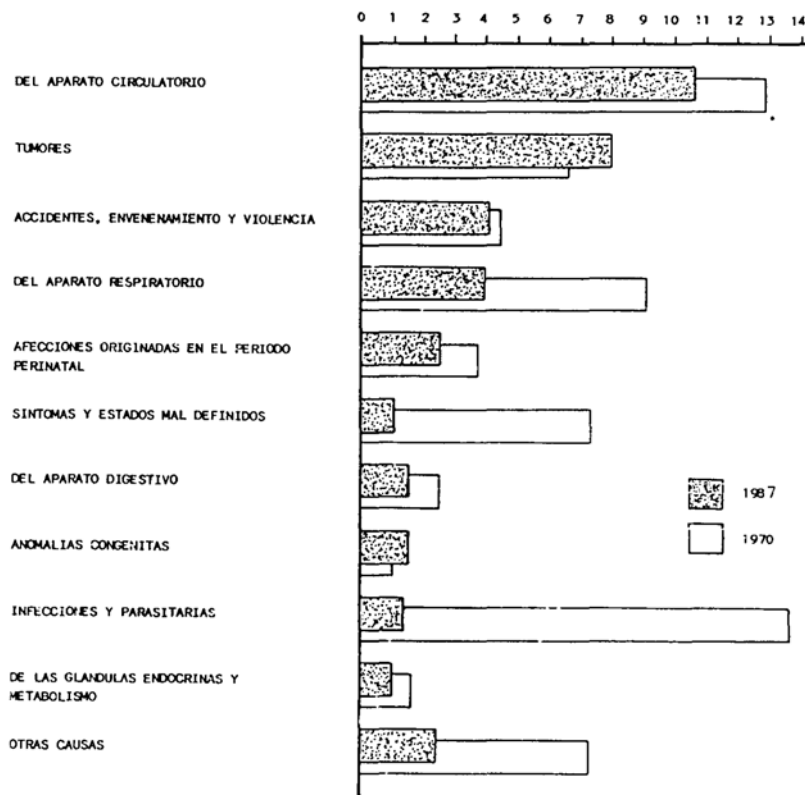 0 1 2 3 4 5 6 7 8 9 10 11 12 13 14
DEL APARATO CIRCULATORIO
TUMORES
ACCIDENTES, ENVENENAMIENTO Y VIOLENCIA
DEL APARATO RESPIRATORIO
AFECCIONES ORIGINADAS EN EL PERIODO
PERINATAL
SINTOMAS Y ESTADOS MAL DEFINIDOS
DEL APARATO DIGESTIVO
1987
1970
ANOMALIAS CONGENITAS
INFECCIONES Y PARASITARIAS
DE LAS GLANDULAS ENDOCRINAS Y
METABOLISMO
OTRAS CAUSAS